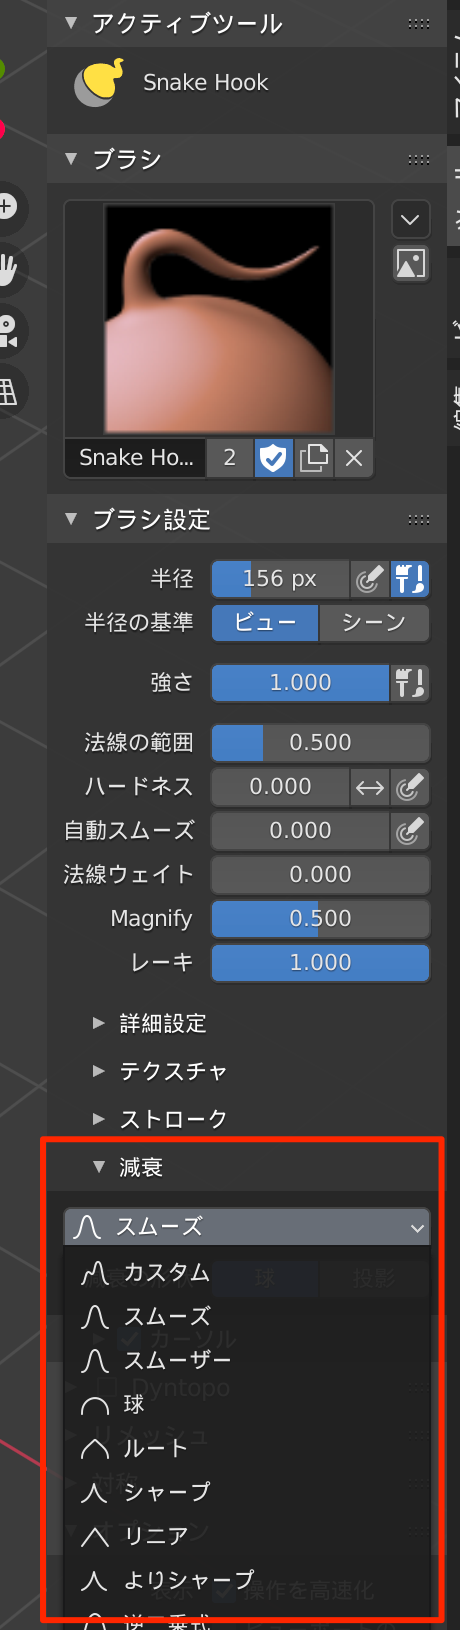 アクティブツール
Snake Hook
ブラシ
Snake Ho... 2
ブラシ設定
半径 156 px
半径の基準 ビュー シーン
強さ 1.000
法線の範囲 0.500
ハードネス 0.000
自動スムーズ 0.000
法線ウェイト 0.000
Magnify 0.500
レーキ 1.000
詳細設定
テクスチャ
ストローク
減衰
スムーズ
カスタム
球 投影
スムーズ
スムーザー
カーソル
Dyntopo
球
リメッシュ
ルート
対称
シャープ
オプション
リニア
よりシャープ
表示 操作を高速化